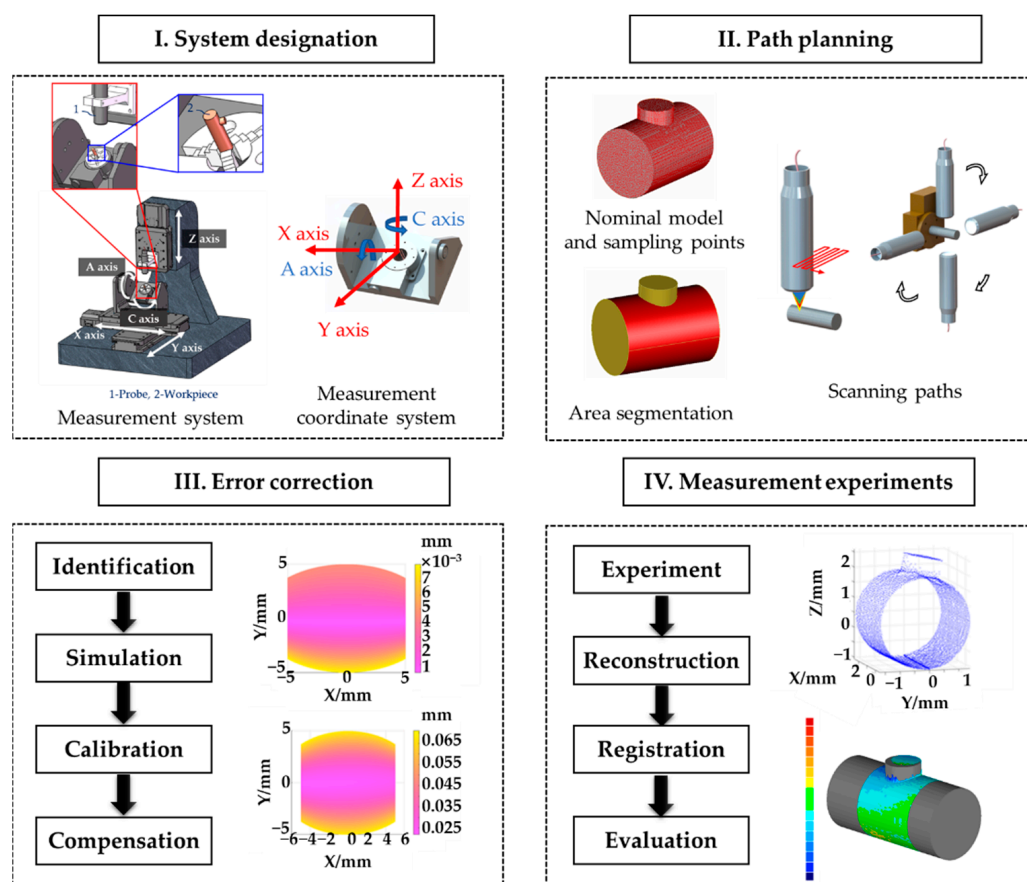 I. System designation
1
2
Z axis
A axis
C axis
X axis
Y axis
1-Probe, 2-Workpiece
Measurement system
Z axis
C axis
X axis
A axis
Y axis
Measurement
coordinate system
II. Path planning
Nominal model
and sampling points
Area segmentation
Scanning paths
III. Error correction
Identification
Simulation
Calibration
Compensation
mm
×10⁻³
5
0
−5
Y/mm
−5 0 5
X/mm
7
6
5
4
3
2
1
mm
5
0
−5
Y/mm
−6 −4 −2 0 2 4 6
X/mm
0.065
0.055
0.045
0.035
0.025
IV. Measurement experiments
Experiment
Reconstruction
Registration
Evaluation
2
1
0
−1
Z/mm
X/mm
2 0
−1 0 1
Y/mm